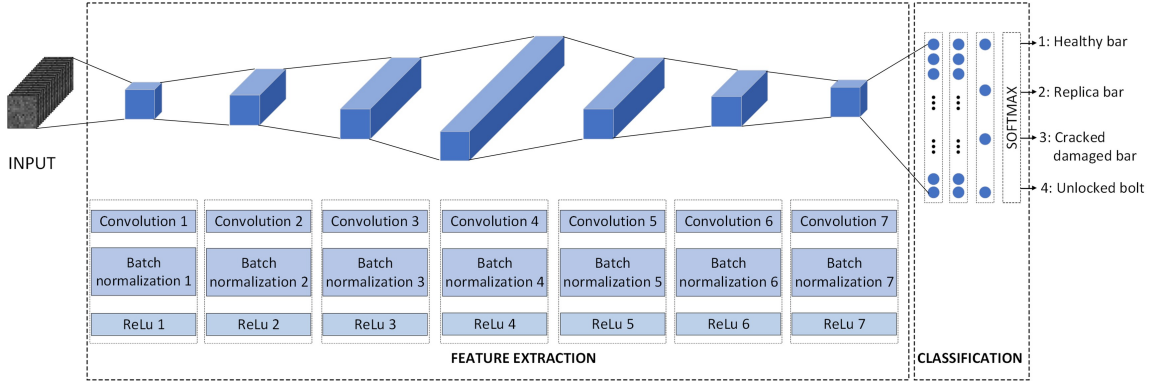 INPUT
1: Healthy bar
2: Replica bar
3: Cracked
damaged bar
4: Unlocked bolt
SOFTMAX
Convolution 1
Convolution 2
Convolution 3
Convolution 4
Convolution 5
Convolution 6
Convolution 7
Batch
normalization 1
Batch
normalization 2
Batch
normalization 3
Batch
normalization 4
Batch
normalization 5
Batch
normalization 6
Batch
normalization 7
ReLu 1
ReLu 2
ReLu 3
ReLu 4
ReLu 5
ReLu 6
ReLu 7
FEATURE EXTRACTION
CLASSIFICATION